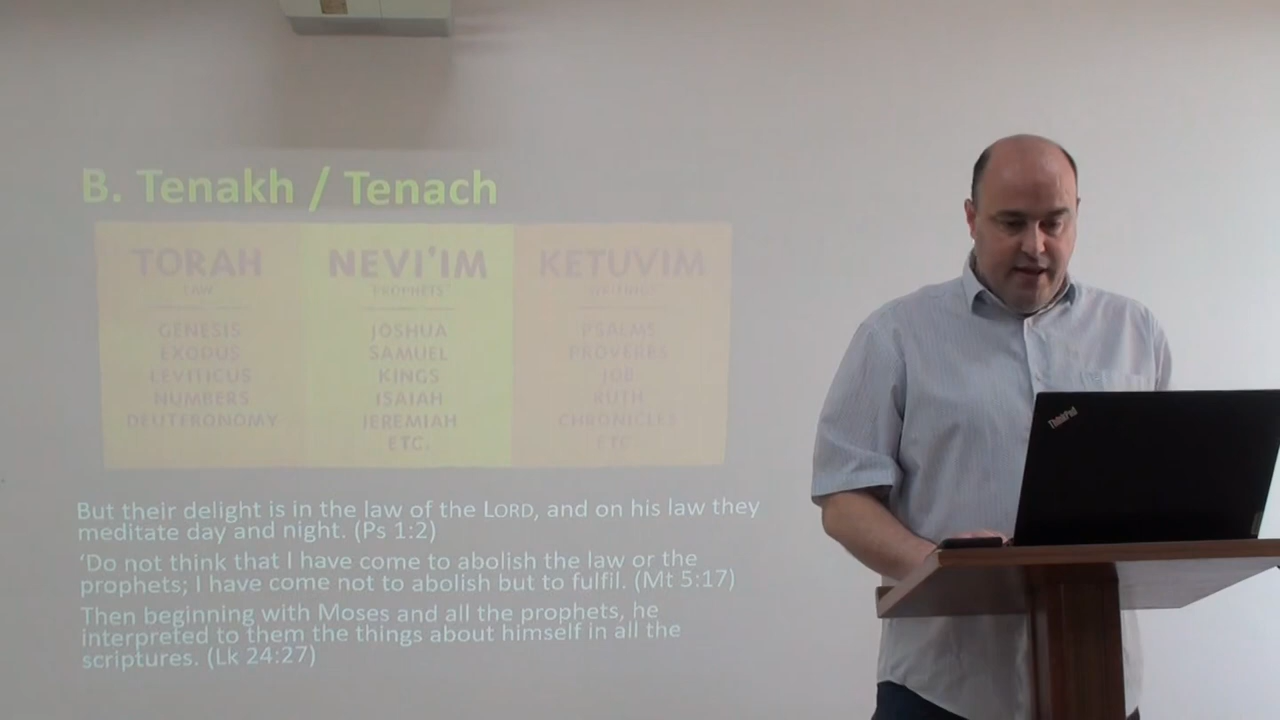 B. Tenakh / Tenach
TORAH
LAW
GENESIS
EXODUS
LEVITICUS
NUMBERS
DEUTERONOMY
NEVI'IM
PROPHETS
JOSHUA
SAMUEL
KINGS
ISAIAH
JEREMIAH
ETC.
KETUVIM
PSALMS
PROVERBS
JOB
RUTH
CHRONICLES
ETC
But their delight is in the law of the LORD, and on his law they
meditate day and night. (Ps 1:2)
‘Do not think that I have come to abolish the law or the
prophets; I have come not to abolish but to fulfil. (Mt 5:17)
Then beginning with Moses and all the prophets, he
interpreted to them the things about himself in all the
scriptures. (Lk 24:27)
ThinkPad